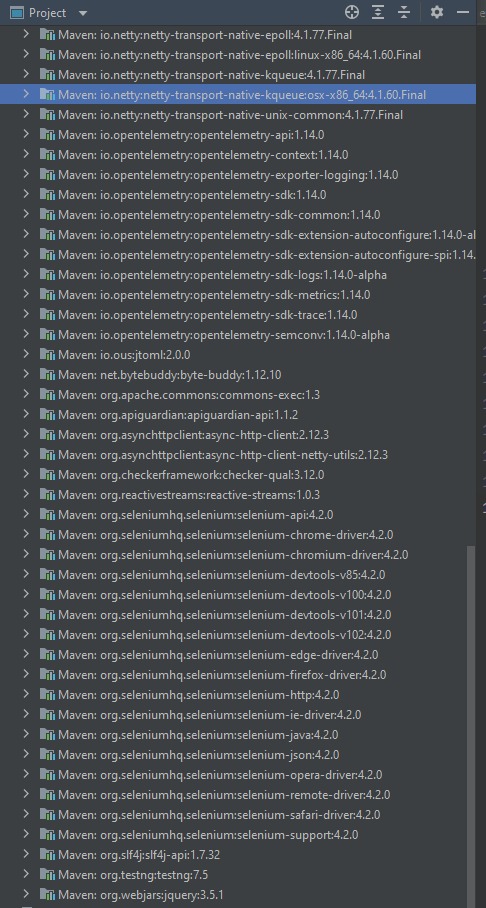 Project
Maven: io.netty:netty-transport-native-epoll:4.1.77.Final
Maven: io.netty:netty-transport-native-epoll:linux-x86_64:4.1.60.Final
Maven: io.netty:netty-transport-native-kqueue:4.1.77.Final
Maven: io.netty:netty-transport-native-kqueue:osx-x86_64:4.1.60.Final
Maven: io.netty:netty-transport-native-unix-common:4.1.77.Final
Maven: io.opentelemetry:opentelemetry-api:1.14.0
Maven: io.opentelemetry:opentelemetry-context:1.14.0
Maven: io.opentelemetry:opentelemetry-exporter-logging:1.14.0
Maven: io.opentelemetry:opentelemetry-sdk:1.14.0
Maven: io.opentelemetry:opentelemetry-sdk-common:1.14.0
Maven: io.opentelemetry:opentelemetry-sdk-extension-autoconfigure:1.14.0-al
Maven: io.opentelemetry:opentelemetry-sdk-extension-autoconfigure-spi:1.14.
Maven: io.opentelemetry:opentelemetry-sdk-logs:1.14.0-alpha
Maven: io.opentelemetry:opentelemetry-sdk-metrics:1.14.0
Maven: io.opentelemetry:opentelemetry-sdk-trace:1.14.0
Maven: io.opentelemetry:opentelemetry-semconv:1.14.0-alpha
Maven: io.ous:jtoml:2.0.0
Maven: net.bytebuddy:byte-buddy:1.12.10
Maven: org.apache.commons:commons-exec:1.3
Maven: org.apiguardian:apiguardian-api:1.1.2
Maven: org.asynchttpclient:async-http-client:2.12.3
Maven: org.asynchttpclient:async-http-client-netty-utils:2.12.3
Maven: org.checkerframework:checker-qual:3.12.0
Maven: org.reactivestreams:reactive-streams:1.0.3
Maven: org.seleniumhq.selenium:selenium-api:4.2.0
Maven: org.seleniumhq.selenium:selenium-chrome-driver:4.2.0
Maven: org.seleniumhq.selenium:selenium-chromium-driver:4.2.0
Maven: org.seleniumhq.selenium:selenium-devtools-v85:4.2.0
Maven: org.seleniumhq.selenium:selenium-devtools-v100:4.2.0
Maven: org.seleniumhq.selenium:selenium-devtools-v101:4.2.0
Maven: org.seleniumhq.selenium:selenium-devtools-v102:4.2.0
Maven: org.seleniumhq.selenium:selenium-edge-driver:4.2.0
Maven: org.seleniumhq.selenium:selenium-firefox-driver:4.2.0
Maven: org.seleniumhq.selenium:selenium-http:4.2.0
Maven: org.seleniumhq.selenium:selenium-ie-driver:4.2.0
Maven: org.seleniumhq.selenium:selenium-java:4.2.0
Maven: org.seleniumhq.selenium:selenium-json:4.2.0
Maven: org.seleniumhq.selenium:selenium-opera-driver:4.2.0
Maven: org.seleniumhq.selenium:selenium-remote-driver:4.2.0
Maven: org.seleniumhq.selenium:selenium-safari-driver:4.2.0
Maven: org.seleniumhq.selenium:selenium-support:4.2.0
Maven: org.slf4j:slf4j-api:1.7.32
Maven: org.testng:testng:7.5
Maven: org.webjars:jquery:3.5.1